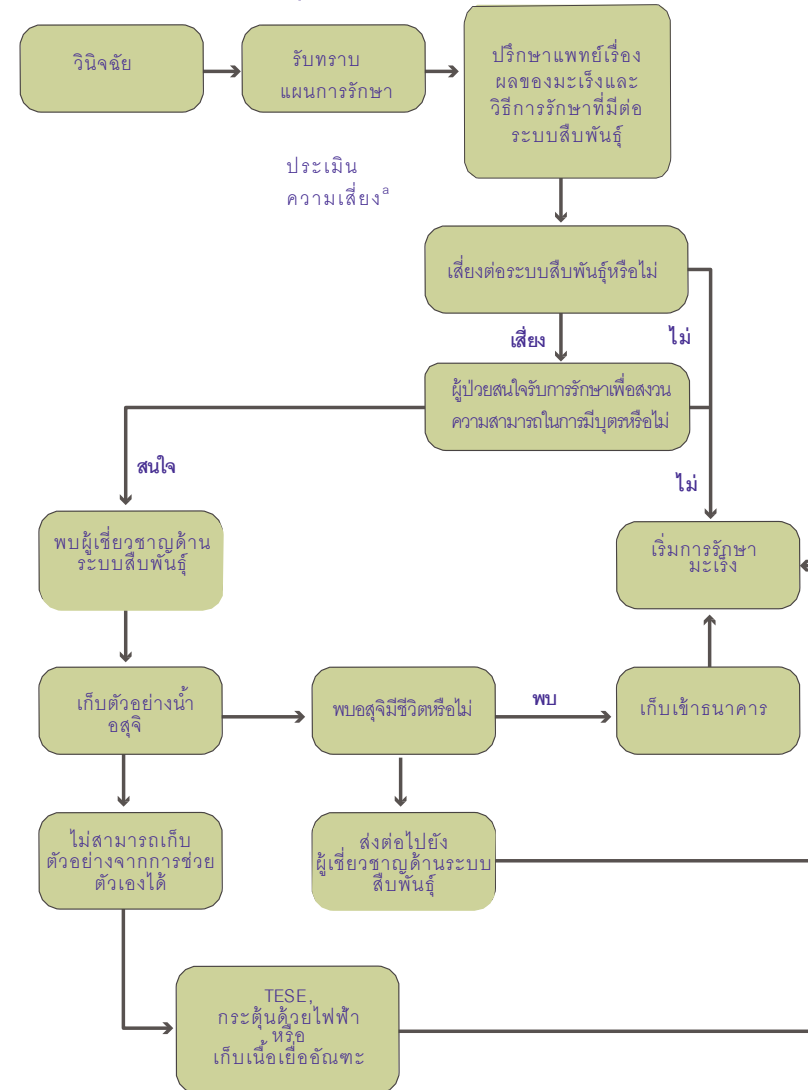 วินิจฉัย
รับทราบ
แผนการรักษา
ปรึกษาแพทย์เรื่อง
ผลของมะเร็งและ
วิธีการรักษาที่มีต่อ
ระบบสืบพันธุ์
ประเมิน
ความเสี่ยงa
เสี่ยงต่อระบบสืบพันธุ์หรือไม่
เสี่ยง
ไม่
ผู้ป่วยสนใจรับการรักษาเพื่อสงวน
ความสามารถในการมีบุตรหรือไม่
สนใจ
ไม่
พบผู้เชี่ยวชาญด้าน
ระบบสืบพันธุ์
เริ่มการรักษา
มะเร็ง
เก็บตัวอย่างน้ำ
อสุจิ
พบอสุจิมีชีวิตหรือไม่
พบ
เก็บเข้าธนาคาร
ไม่สามารถเก็บ
ตัวอย่างจากการช่วย
ตัวเองได้
ส่งต่อไปยัง
ผู้เชี่ยวชาญด้านระบบ
สืบพันธุ์
TESE,
กระตุ้นด้วยไฟฟ้า
หรือ
เก็บเนื้อเยื่ออัณฑะ